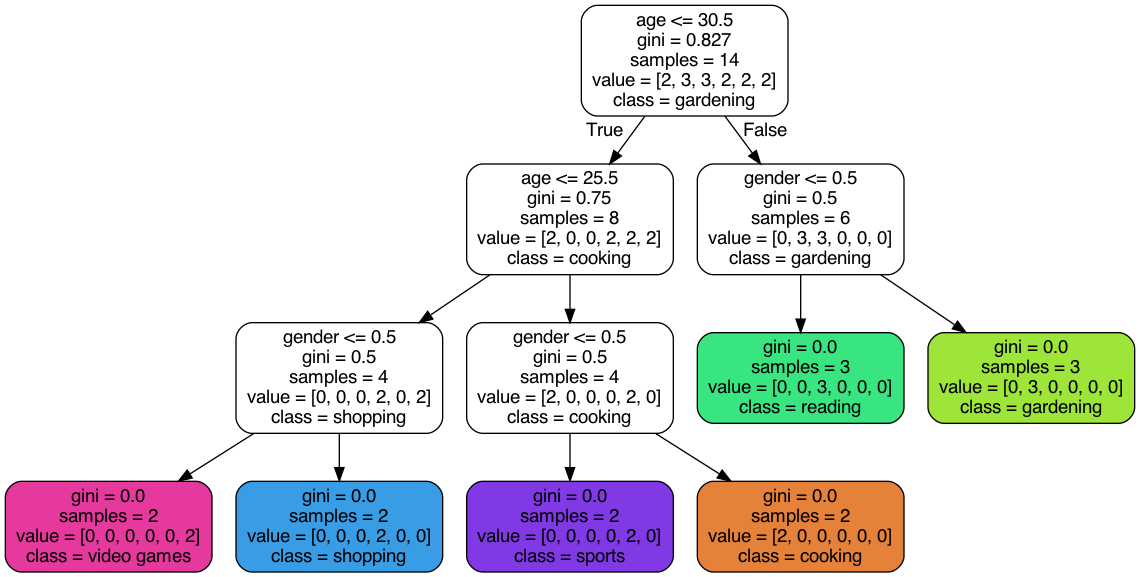 age <= 30.5
gini = 0.827
samples = 14
value = [2, 3, 3, 2, 2, 2]
class = gardening
True
False
age <= 25.5
gini = 0.75
samples = 8
value = [2, 0, 0, 2, 2, 2]
class = cooking
gender <= 0.5
gini = 0.5
samples = 6
value = [0, 3, 3, 0, 0, 0]
class = gardening
gender <= 0.5
gini = 0.5
samples = 4
value = [0, 0, 0, 2, 0, 2]
class = shopping
gender <= 0.5
gini = 0.5
samples = 4
value = [2, 0, 0, 0, 2, 0]
class = cooking
gini = 0.0
samples = 3
value = [0, 0, 3, 0, 0, 0]
class = reading
gini = 0.0
samples = 3
value = [0, 3, 0, 0, 0, 0]
class = gardening
gini = 0.0
samples = 2
value = [0, 0, 0, 0, 0, 2]
class = video games
gini = 0.0
samples = 2
value = [0, 0, 0, 2, 0, 0]
class = shopping
gini = 0.0
samples = 2
value = [0, 0, 0, 0, 2, 0]
class = sports
gini = 0.0
samples = 2
value = [2, 0, 0, 0, 0, 0]
class = cooking